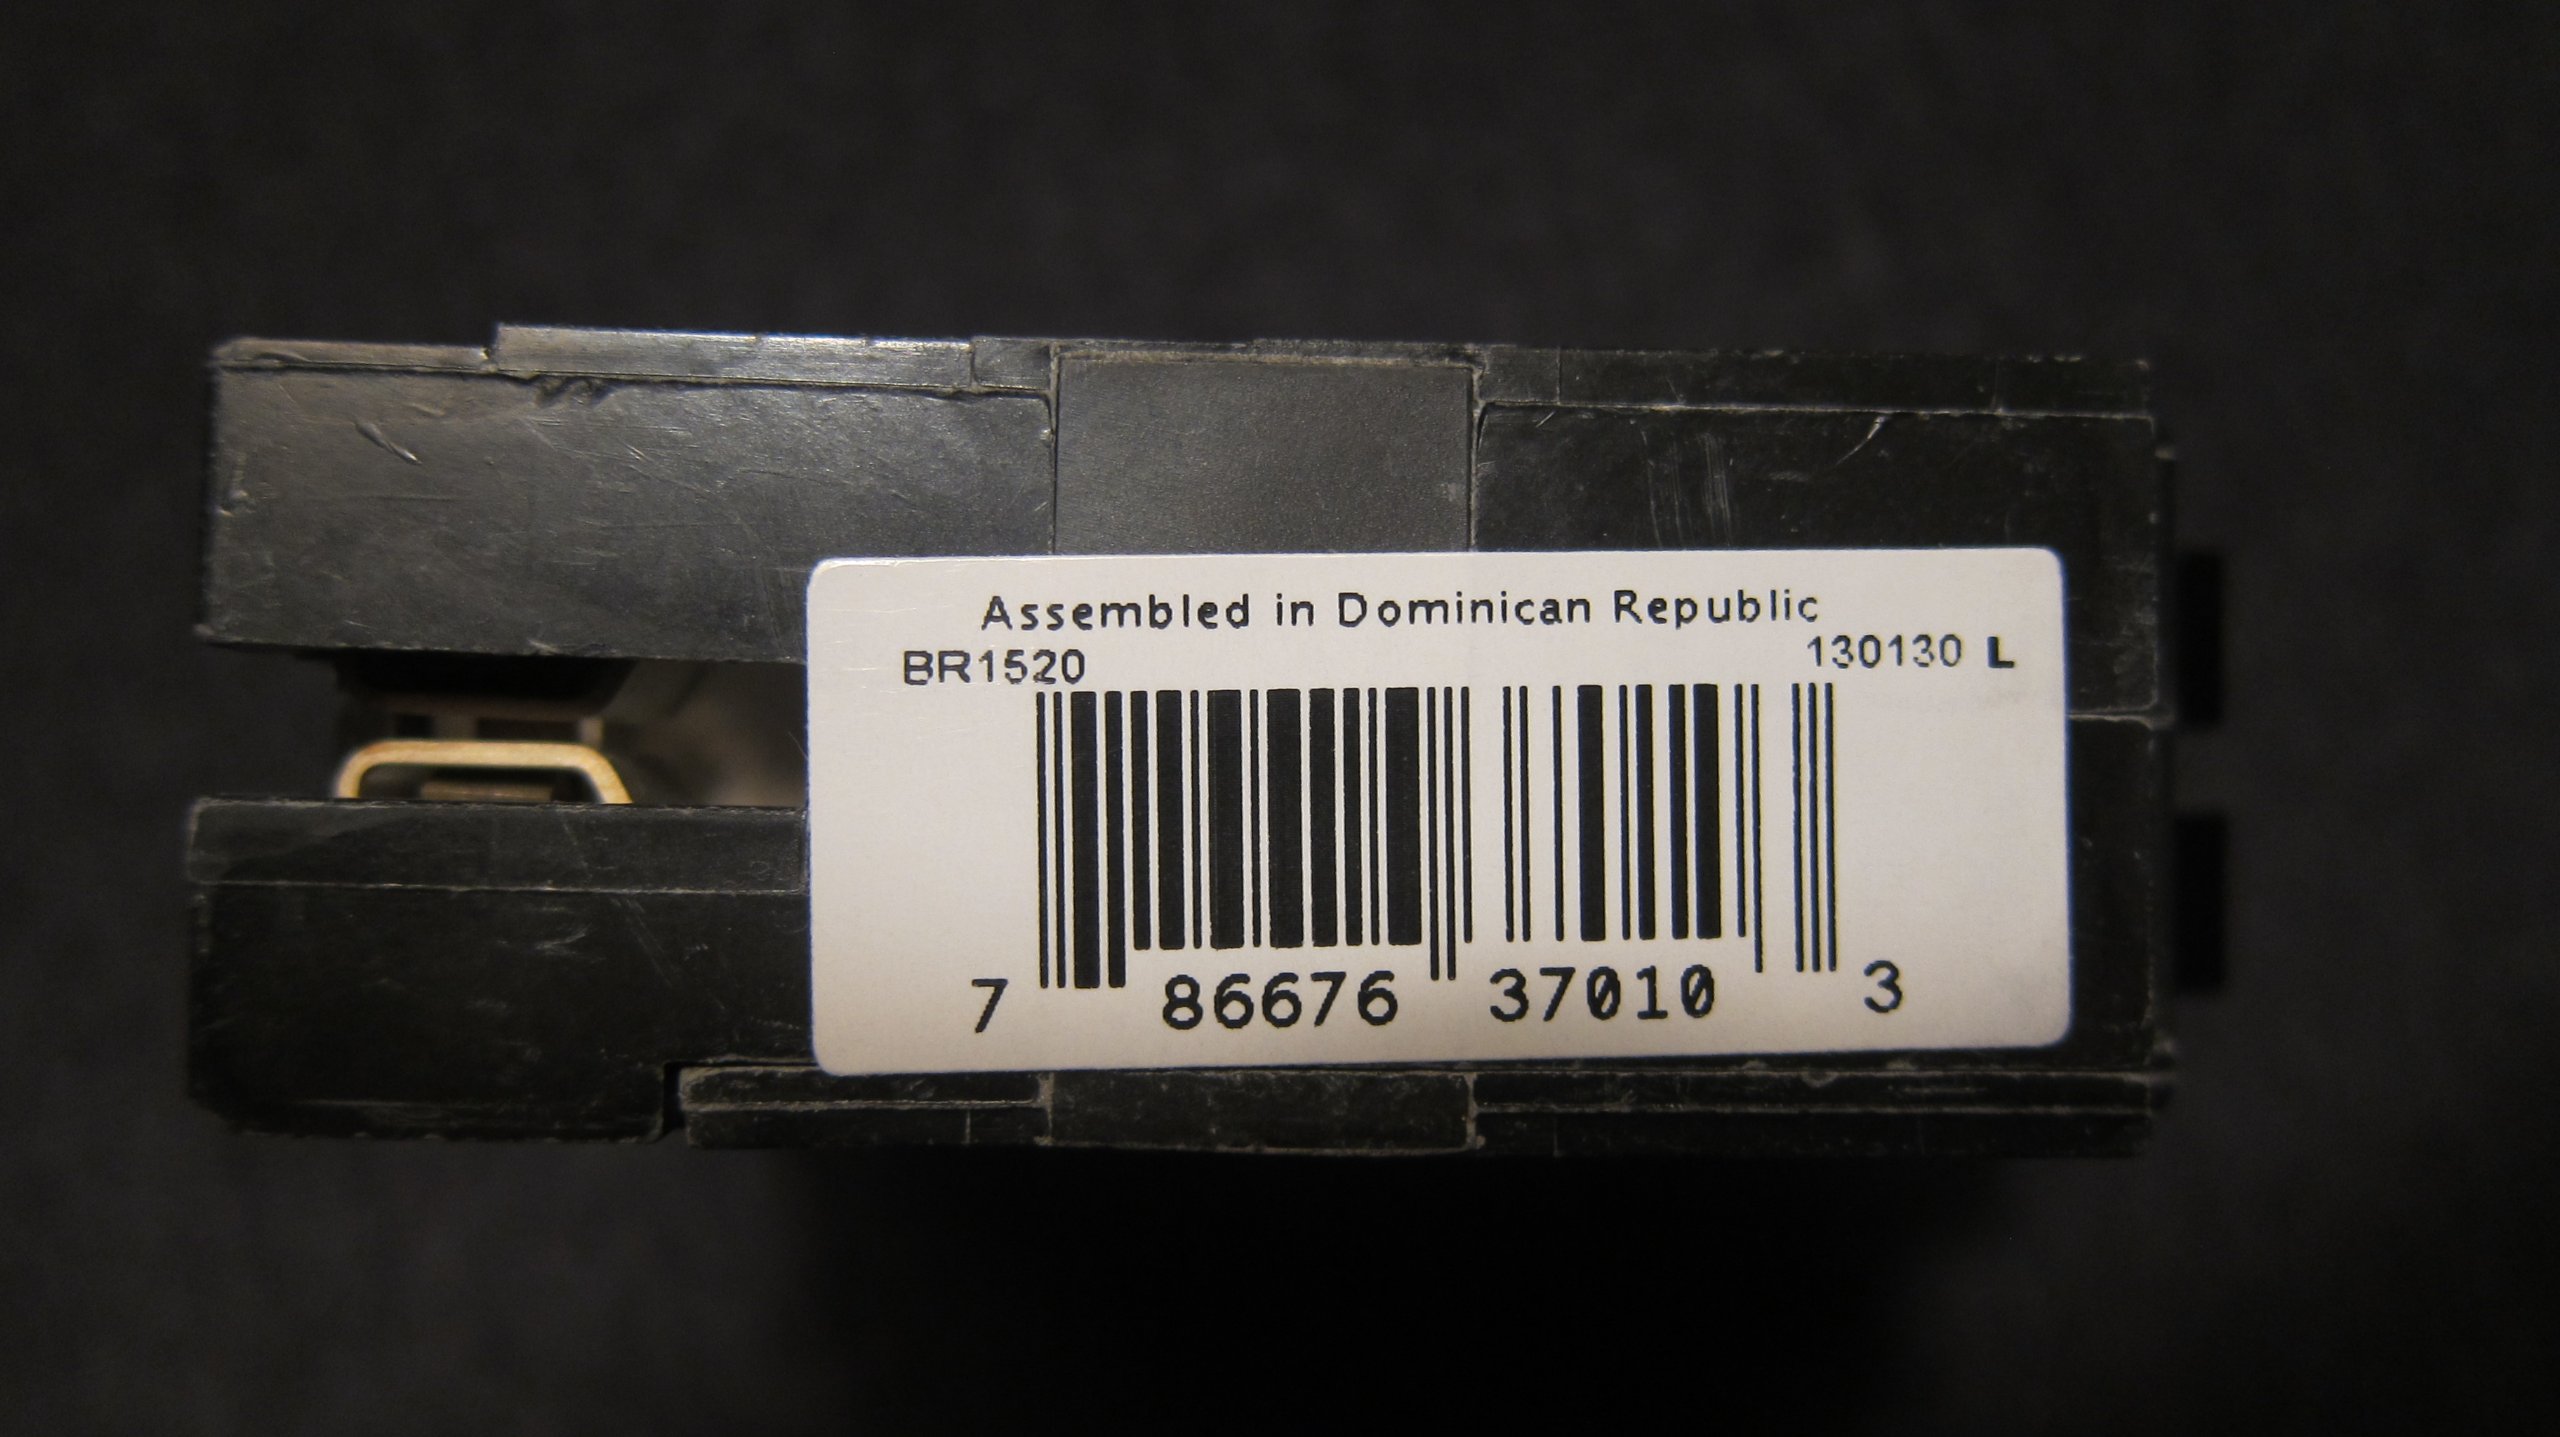 Assembled in Dominican Republic
BR1520 130130 L
7 86676 37010 3